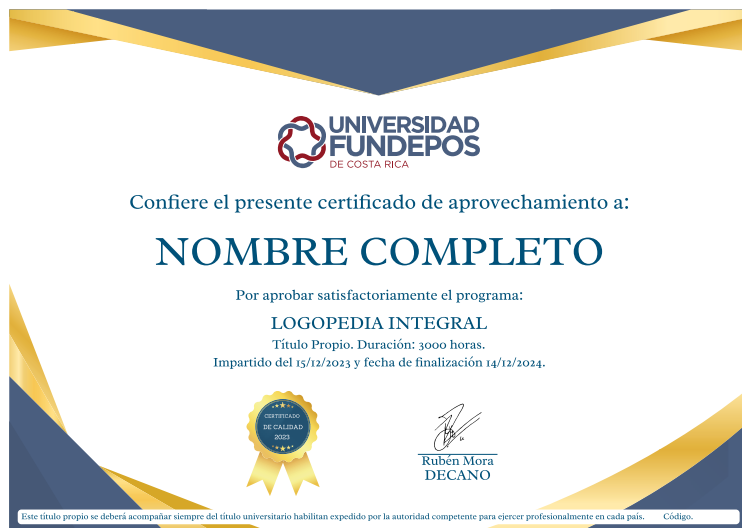 UNIVERSIDAD
FUNDEPOS
DE COSTA RICA
Confiere el presente certificado de aprovechamiento a:
NOMBRE COMPLETO
Por aprobar satisfactoriamente el programa:
LOGOPEDIA INTEGRAL
Título Propio. Duración: 3000 horas.
Impartido del 15/12/2023 y fecha de finalización 14/12/2024.
CERTIFICADO
DE CALIDAD
2023
Rubén Mora
DECANO
Este título propio se deberá acompañar siempre del título universitario habilitan expedido por la autoridad competente para ejercer profesionalmente en cada país. Código.